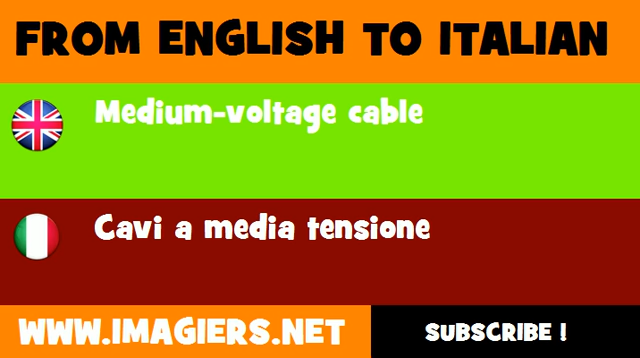 FROM ENGLISH TO ITALIAN
Medium-voltage cable
Cavi a media tensione
WWW.IMAGIERS.NET
SUBSCRIBE !